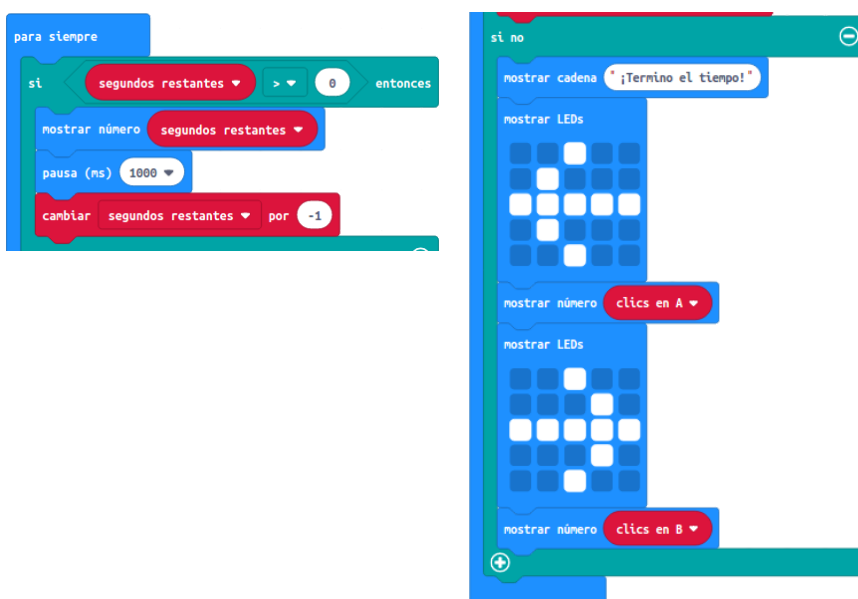 para siempre
si segundos restantes > 0 entonces
mostrar número segundos restantes
pausa (ms) 1000
cambiar segundos restantes por -1
si no
mostrar cadena "¡Termino el tiempo!"
mostrar LEDs
mostrar número clics en A
mostrar LEDs
mostrar número clics en B